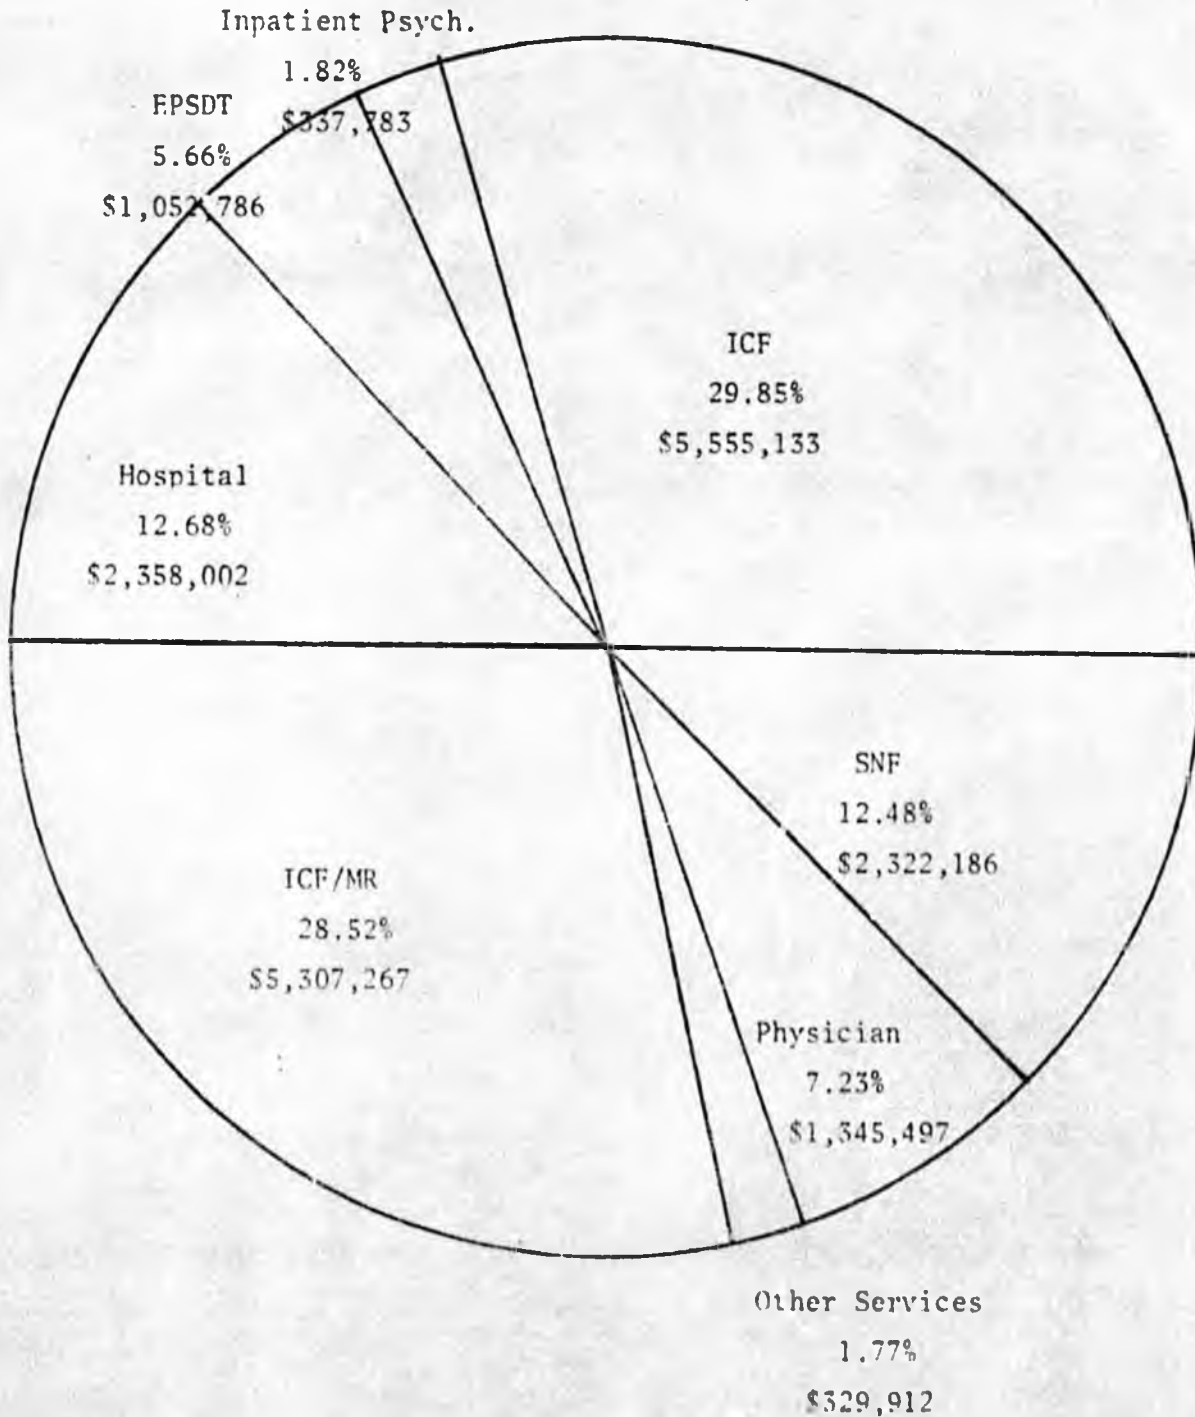 Inpatient Psych.
1.82%
$337,783
EPSDT
5.66%
$1,052,786
ICF
29.85%
$5,555,133
Hospital
12.68%
$2,358,002
SNF
12.48%
$2,322,186
ICF/MR
28.52%
$5,307,267
Physician
7.23%
$1,345,497
Other Services
1.77%
$329,912